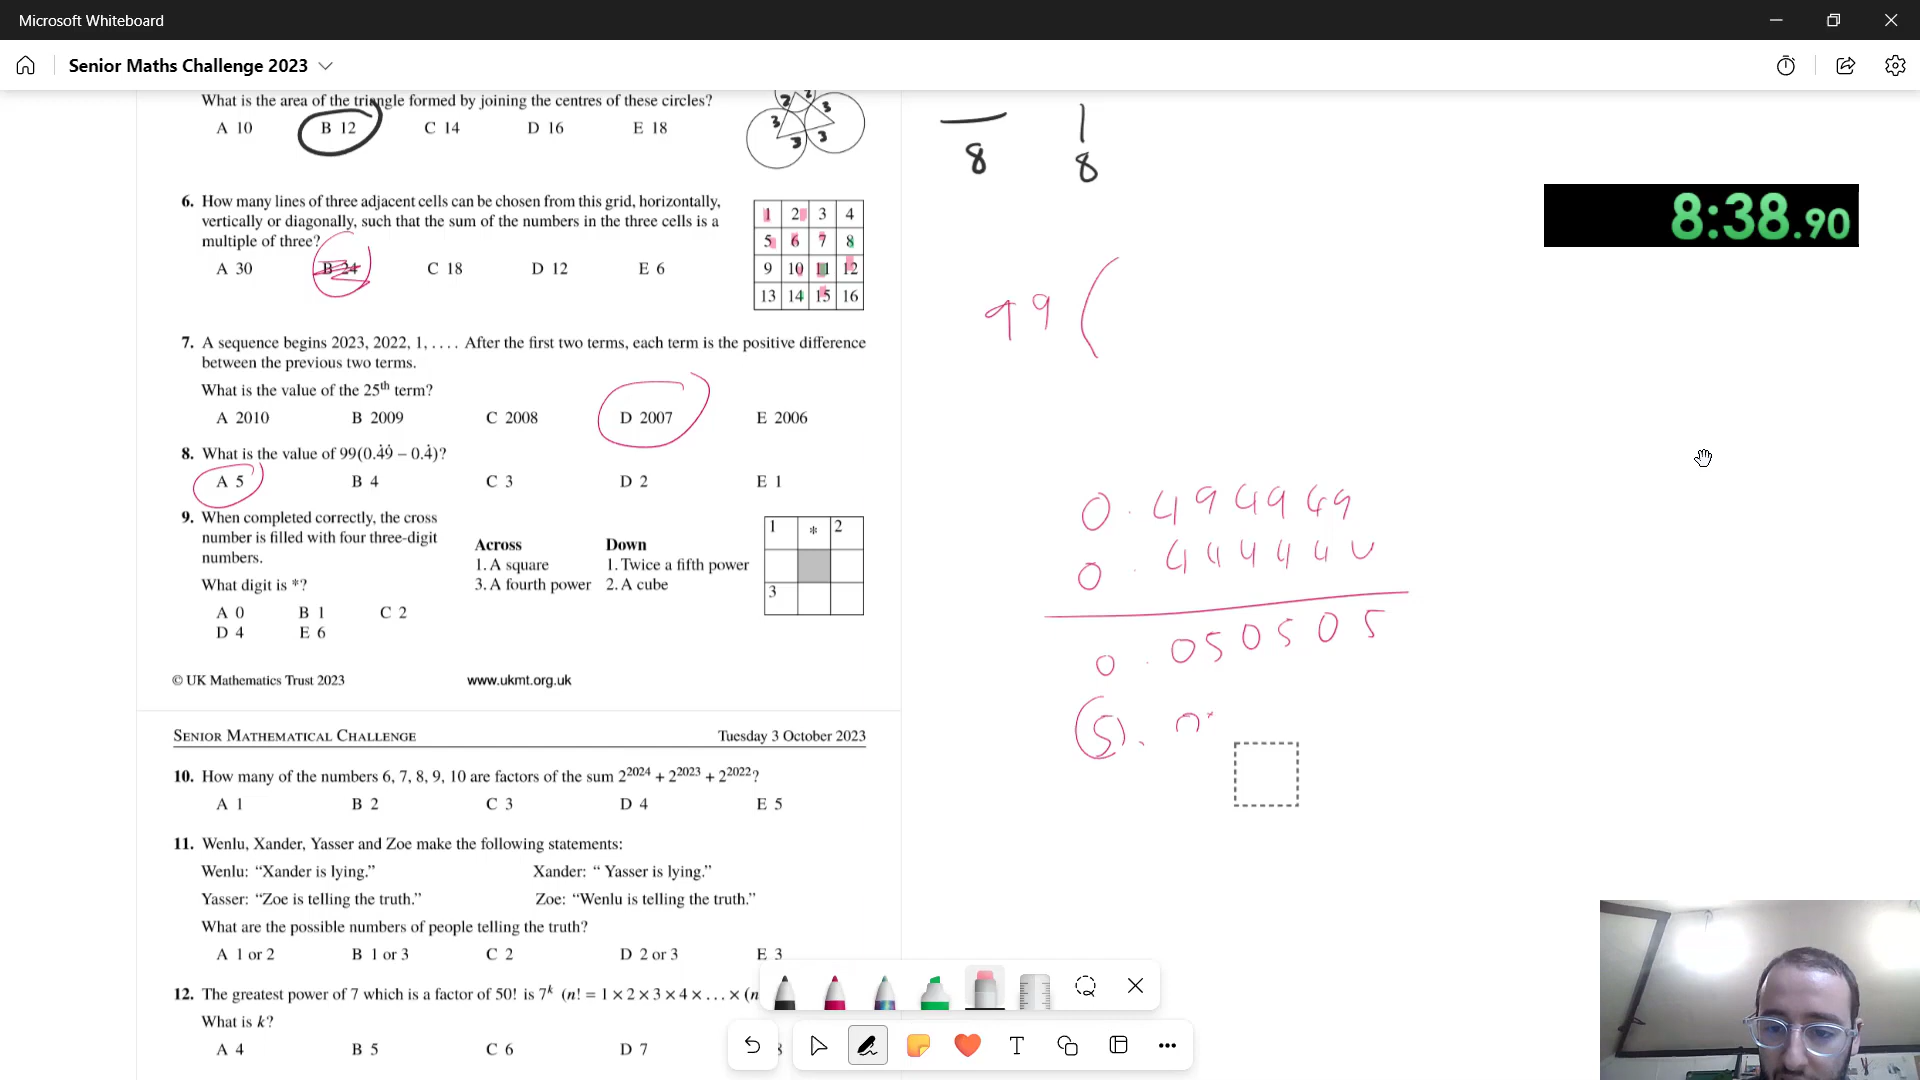 Microsoft Whiteboard
Senior Maths Challenge 2023
What is the area of the triangle formed by joining the centres of these circles?
A 10 B 12 C 14 D 16 E 18
2 2 3 3 3 3
8 1
8
8:38.90
6. How many lines of three adjacent cells can be chosen from this grid, horizontally,
vertically or diagonally, such that the sum of the numbers in the three cells is a
multiple of three?
A 30 B 24 C 18 D 12 E 6
1 2 3 4
5 6 7 8
9 10 11 12
13 14 15 16
99(
7. A sequence begins 2023, 2022, 1, . . . . After the first two terms, each term is the positive difference
between the previous two terms.
What is the value of the 25th term?
A 2010 B 2009 C 2008 D 2007 E 2006
8. What is the value of 99(0.4̇9̇ – 0.4̇)?
A 5 B 4 C 3 D 2 E 1
0.494949
0.44444
0.050505
5.
9. When completed correctly, the cross
number is filled with four three-digit
numbers.
What digit is *?
A 0 B 1 C 2
D 4 E 6
Across
1. A square
3. A fourth power
Down
1. Twice a fifth power
2. A cube
1 * 2
3
© UK Mathematics Trust 2023 www.ukmt.org.uk
SENIOR MATHEMATICAL CHALLENGE Tuesday 3 October 2023
10. How many of the numbers 6, 7, 8, 9, 10 are factors of the sum 2²⁰²⁴ + 2²⁰²³ + 2²⁰²²?
A 1 B 2 C 3 D 4 E 5
11. Wenlu, Xander, Yasser and Zoe make the following statements:
Wenlu: “Xander is lying.” Xander: “ Yasser is lying.”
Yasser: “Zoe is telling the truth.” Zoe: “Wenlu is telling the truth.”
What are the possible numbers of people telling the truth?
A 1 or 2 B 1 or 3 C 2 D 2 or 3 E 3
12. The greatest power of 7 which is a factor of 50! is 7ᵏ (n! = 1 × 2 × 3 × 4 × . . . × (n
What is k?
A 4 B 5 C 6 D 7